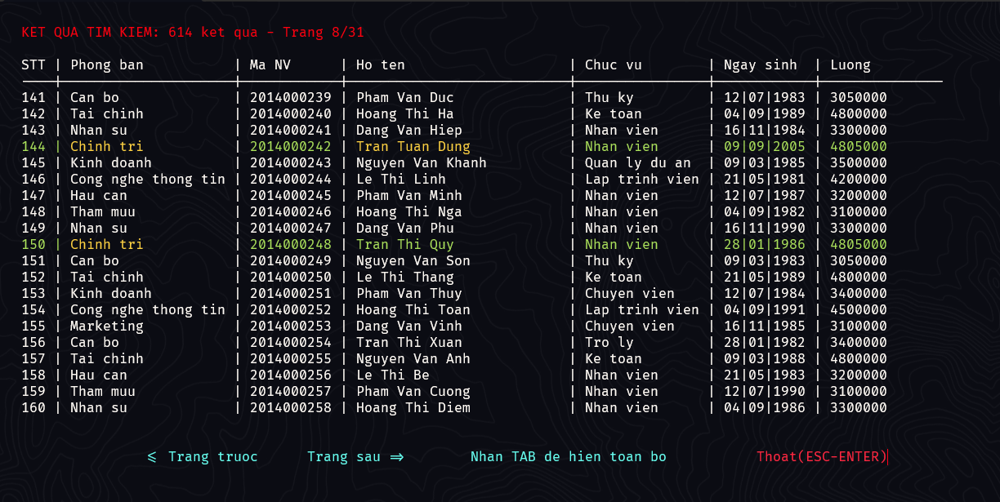 KET QUA TIM KIEM: 614 ket qua - Trang 8/31
STT | Phong ban | Ma NV | Ho ten | Chuc vu | Ngay sinh | Luong
141 | Can bo | 2014000239 | Pham Van Duc | Thu ky | 12|07|1983 | 3050000
142 | Tai chinh | 2014000240 | Hoang Thi Ha | Ke toan | 04|09|1989 | 4800000
143 | Nhan su | 2014000241 | Dang Van Hiep | Nhan vien | 16|11|1984 | 3300000
144 | Chinh tri | 2014000242 | Tran Tuan Dung | Nhan vien | 09|09|2005 | 4805000
145 | Kinh doanh | 2014000243 | Nguyen Van Khanh | Quan ly du an | 09|03|1985 | 3500000
146 | Cong nghe thong tin | 2014000244 | Le Thi Linh | Lap trinh vien | 21|05|1981 | 4200000
147 | Hau can | 2014000245 | Pham Van Minh | Nhan vien | 12|07|1987 | 3200000
148 | Tham muu | 2014000246 | Hoang Thi Nga | Nhan vien | 04|09|1982 | 3100000
149 | Nhan su | 2014000247 | Dang Van Phu | Nhan vien | 16|11|1990 | 3300000
150 | Chinh tri | 2014000248 | Tran Thi Quy | Nhan vien | 28|01|1986 | 4805000
151 | Can bo | 2014000249 | Nguyen Van Son | Thu ky | 09|03|1983 | 3050000
152 | Tai chinh | 2014000250 | Le Thi Thang | Ke toan | 21|05|1989 | 4800000
153 | Kinh doanh | 2014000251 | Pham Van Thuy | Chuyen vien | 12|07|1984 | 3400000
154 | Cong nghe thong tin | 2014000252 | Hoang Thi Toan | Lap trinh vien | 04|09|1991 | 4500000
155 | Marketing | 2014000253 | Dang Van Vinh | Chuyen vien | 16|11|1985 | 3100000
156 | Can bo | 2014000254 | Tran Thi Xuan | Tro ly | 28|01|1982 | 3400000
157 | Tai chinh | 2014000255 | Nguyen Van Anh | Ke toan | 09|03|1988 | 4800000
158 | Hau can | 2014000256 | Le Thi Be | Nhan vien | 21|05|1983 | 3200000
159 | Tham muu | 2014000257 | Pham Van Cuong | Nhan vien | 12|07|1990 | 3100000
160 | Nhan su | 2014000258 | Hoang Thi Diem | Nhan vien | 04|09|1986 | 3300000
≤ Trang truoc Trang sau ⇒ Nhan TAB de hien toan bo Thoat(ESC-ENTER)